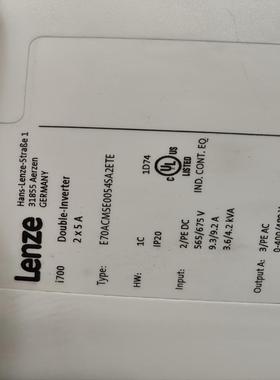 Lenze
Hans-Lenze-Straße 1
31855 Aerzen
GERMANY
i700
Double-Inverter
2 x 5 A
Type:
E70ACMSE0054SA2ETE
HW:
1C
1D74
IP20
C UL US
LISTED
IND. CONT. EQ
Input:
2/PE DC
565/675 V
9.3/9.2 A
3.6/4.2 kVA
Output A:
3/PE AC